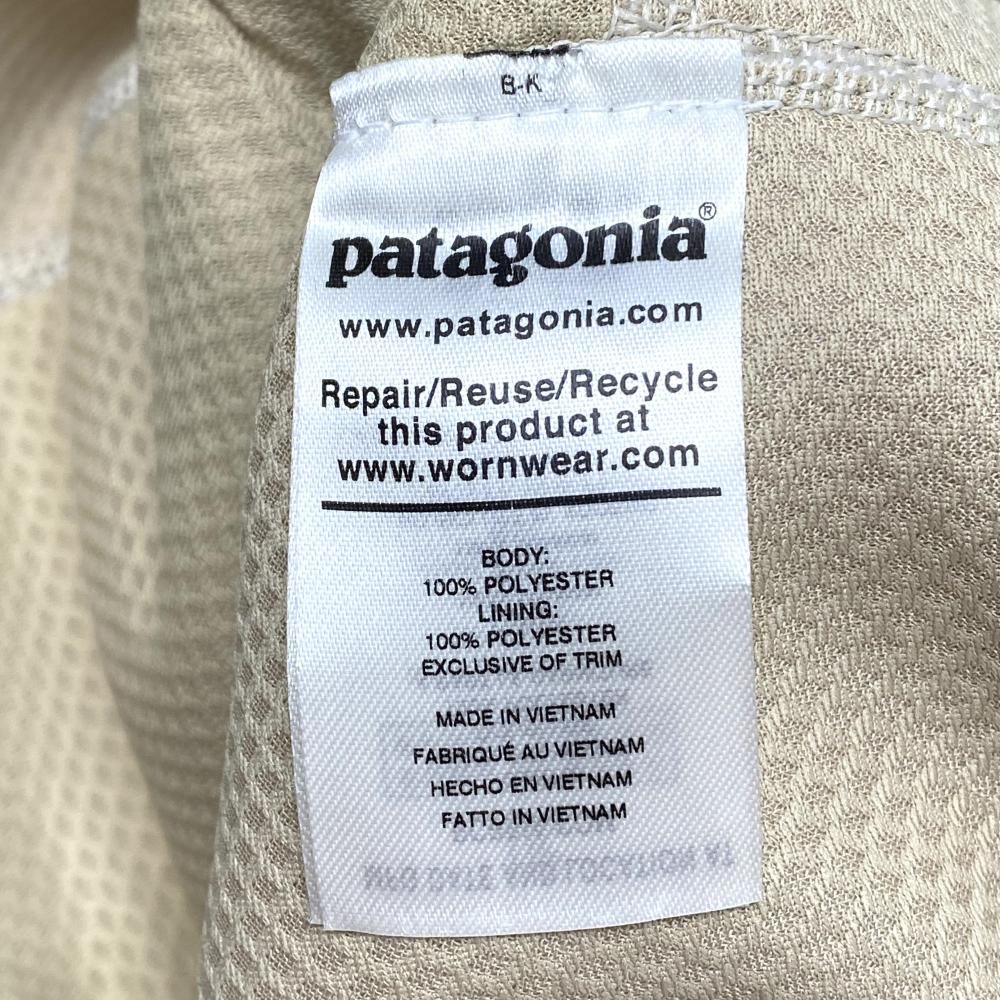 B-K
patagonia®
www.patagonia.com
Repair/Reuse/Recycle
this product at
www.wornwear.com
BODY:
100% POLYESTER
LINING:
100% POLYESTER
EXCLUSIVE OF TRIM
MADE IN VIETNAM
FABRIQUÉ AU VIETNAM
HECHO EN VIETNAM
FATTO IN VIETNAM